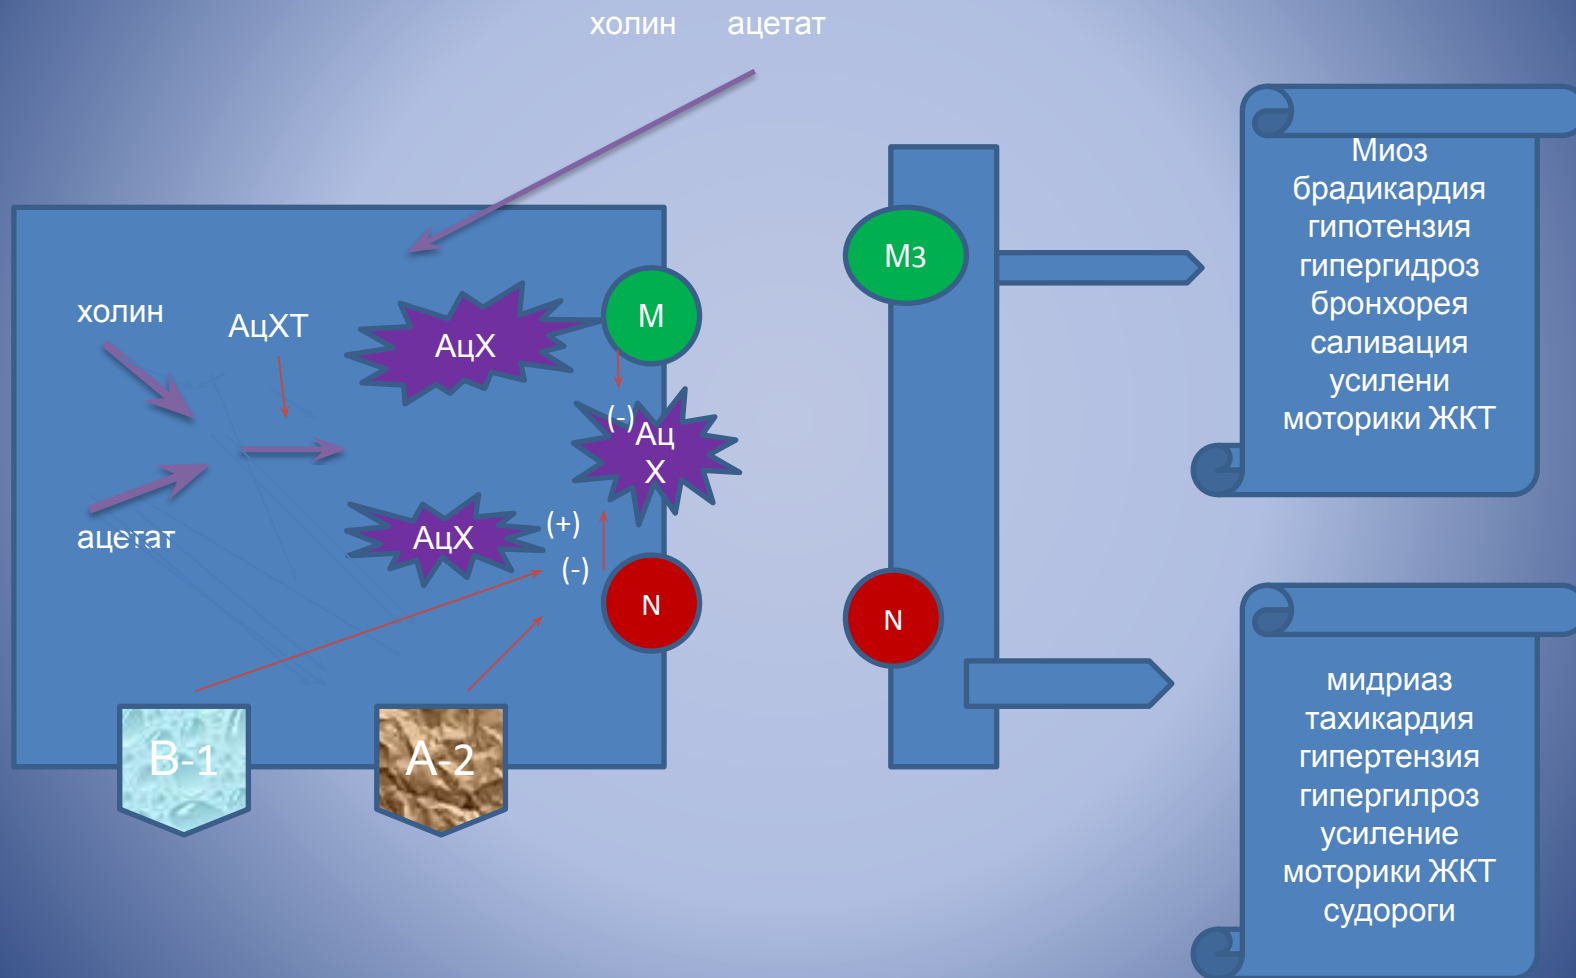 холин ацетат
холин
АцХТ
АцХ
М
(-)
Ац
Х
ацетат
АцХ
(+)
(-)
N
В-1
А-2
М3
N
Миоз
брадикардия
гипотензия
гипергидроз
бронхорея
саливация
усилени
моторики ЖКТ
мидриаз
тахикардия
гипертензия
гипергилроз
усиление
моторики ЖКТ
судороги